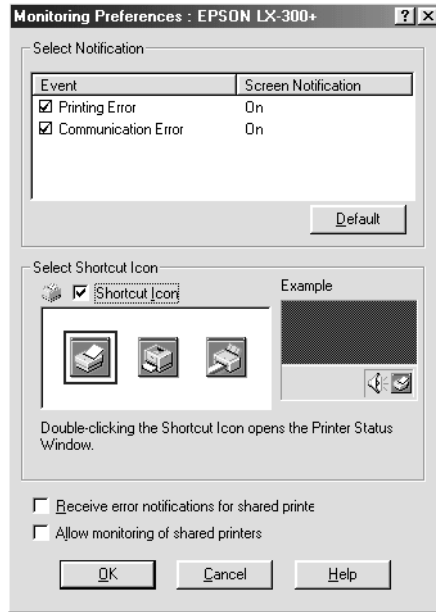 Monitoring Preferences : EPSON LX-300+
Select Notification
Event Screen Notification
Printing Error On
Communication Error On
Default
Select Shortcut Icon
Shortcut Icon Example
Double-clicking the Shortcut Icon opens the Printer Status
Window.
Receive error notifications for shared printe
Allow monitoring of shared printers
OK Cancel Help